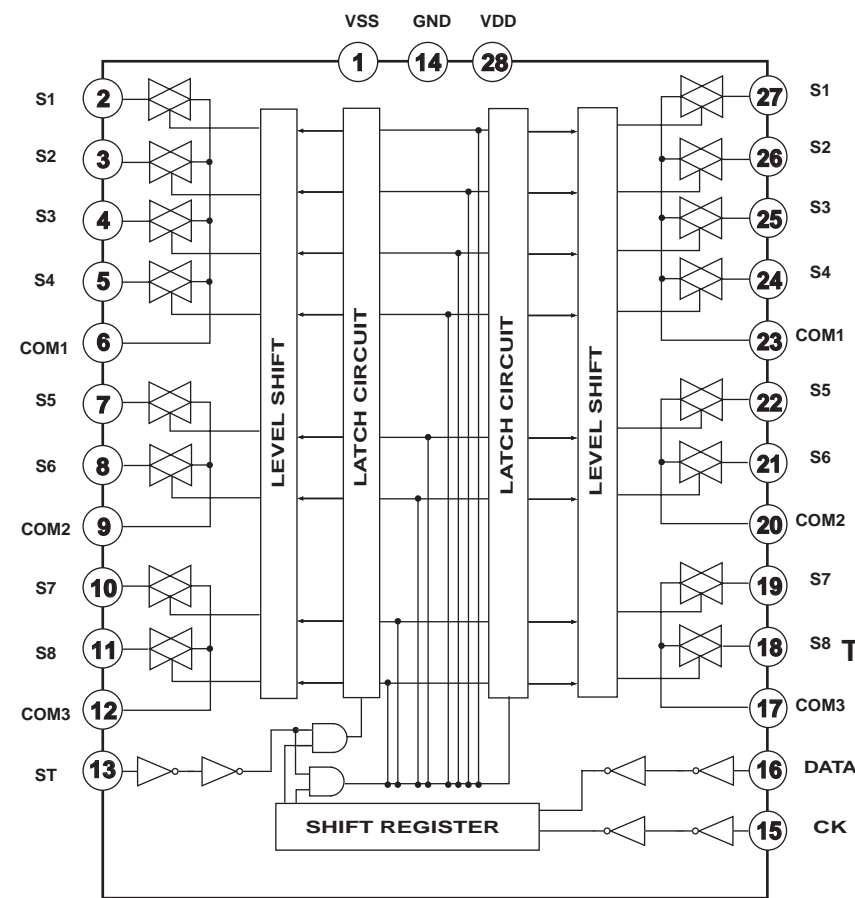 VSS GND VDD
1 14 28
S1 2 27 S1
S2 3 26 S2
S3 4 25 S3
S4 5 24 S4
COM1 6 23 COM1
S5 7 22 S5
S6 8 21 S6
COM2 9 20 COM2
S7 10 19 S7
S8 11 18 S8 T
COM3 12 17 COM3
LEVEL SHIFT
LATCH CIRCUIT
LATCH CIRCUIT
LEVEL SHIFT
ST 13 16 DATA
SHIFT REGISTER 15 CK